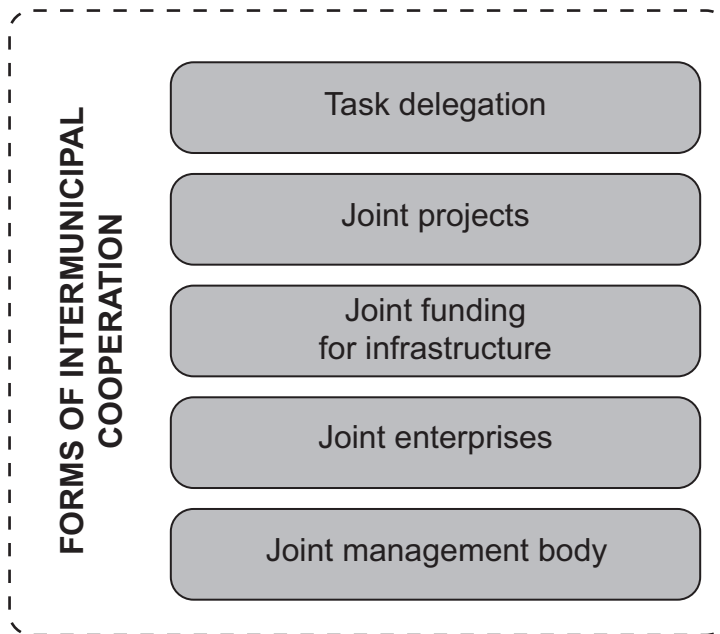 FORMS OF INTERMUNICIPAL
COOPERATION
Task delegation
Joint projects
Joint funding
for infrastructure
Joint enterprises
Joint management body